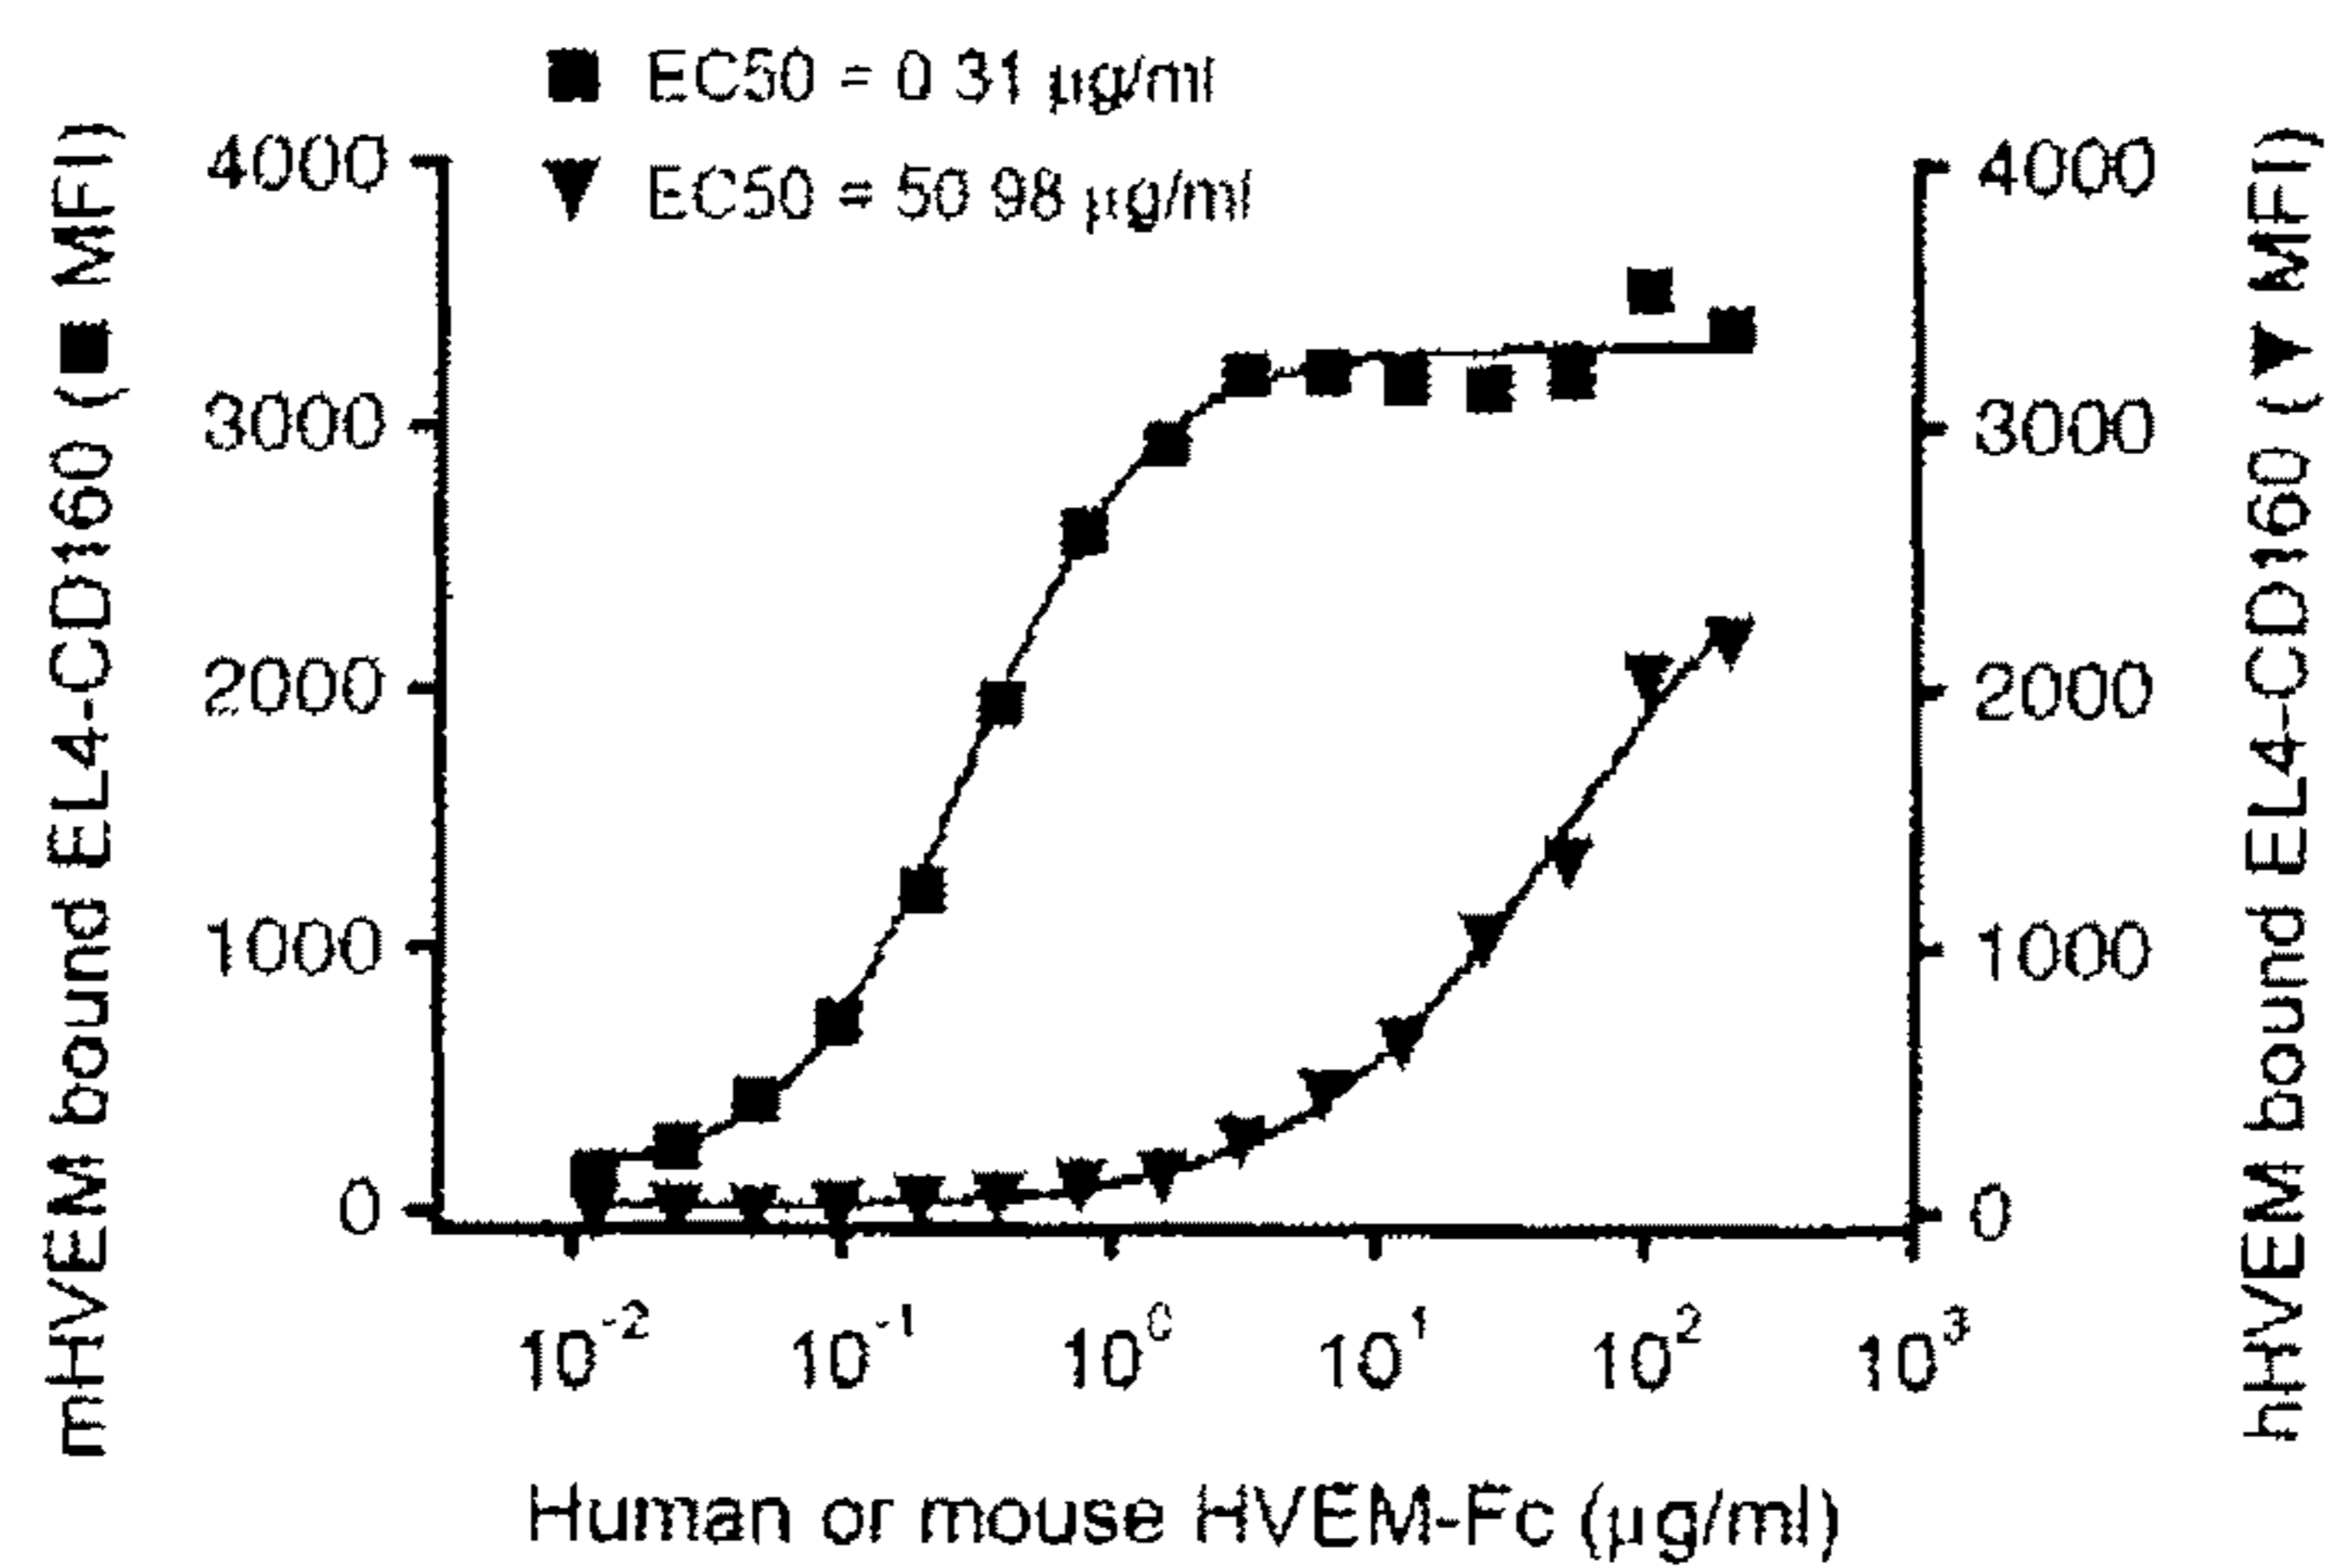 ■ EC50 = 0 31 µg/ml
▼ EC50 = 50 98 µg/ml
mHVEM bound EL4-CD160 (■ MFI)
4000
3000
2000
1000
0
4000
3000
2000
1000
0
hHVEM bound EL4-CD160 (▼ MFI)
10⁻² 10⁻¹ 10⁰ 10¹ 10² 10³
Human or mouse HVEM-Fc (µg/ml)